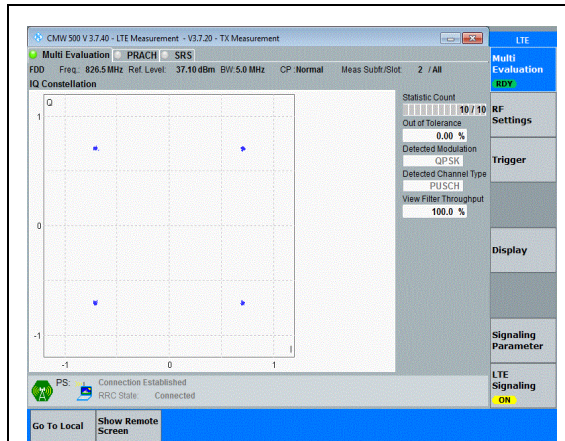 CMW 500 V 3.7.40 - LTE Measurement - V3.7.20 - TX Measurement
LTE
Multi Evaluation PRACH SRS
Multi
Evaluation
RDY
FDD Freq.: 826.5 MHz Ref. Level: 37.10 dBm BW: 5.0 MHz CP :Normal Meas Subfr./Slot: 2 / All
IQ Constellation
Q
1
0
-1
-1
0
1
I
Statistic Count
10 / 10
Out of Tolerance
0.00 %
Detected Modulation
QPSK
Detected Channel Type
PUSCH
View Filter Throughput
100.0 %
RF
Settings
Trigger
Display
Signaling
Parameter
LTE
Signaling
ON
PS:
Connection Established
RRC State: Connected
Go To Local
Show Remote
Screen